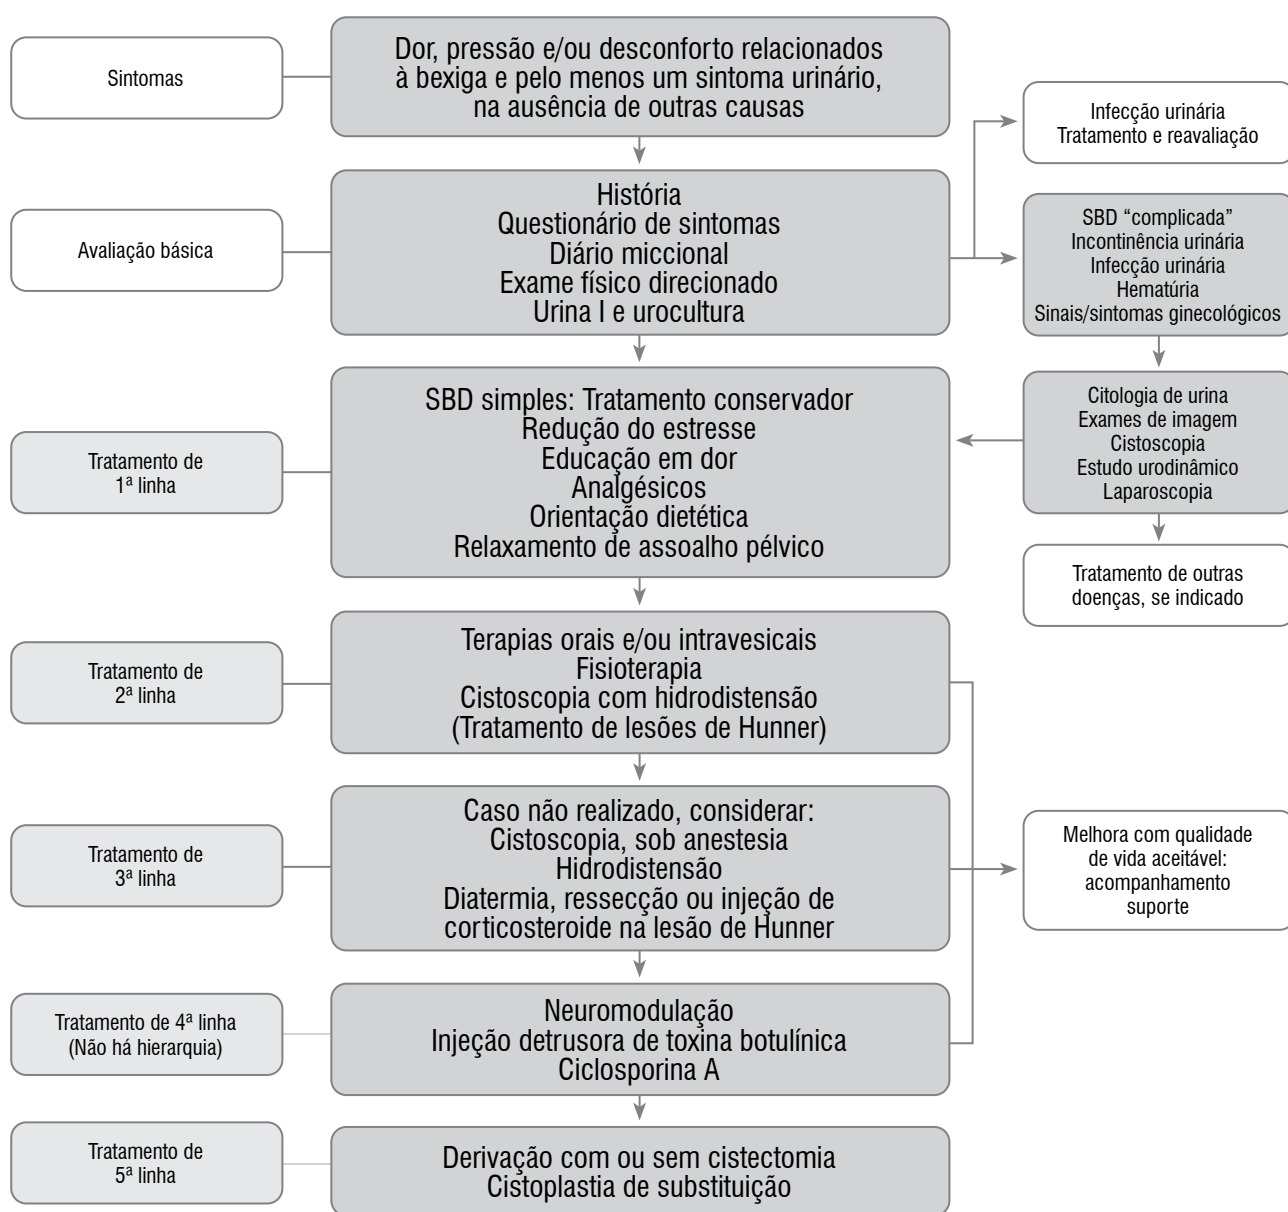 Sintomas
Dor, pressão e/ou desconforto relacionados
à bexiga e pelo menos um sintoma urinário,
na ausência de outras causas
Infecção urinária
Tratamento e reavaliação
Avaliação básica
História
Questionário de sintomas
Diário miccional
Exame físico direcionado
Urina I e urocultura
SBD “complicada”
Incontinência urinária
Infecção urinária
Hematúria
Sinais/sintomas ginecológicos
Tratamento de
1ª linha
SBD simples: Tratamento conservador
Redução do estresse
Educação em dor
Analgésicos
Orientação dietética
Relaxamento de assoalho pélvico
Citologia de urina
Exames de imagem
Cistoscopia
Estudo urodinâmico
Laparoscopia
Tratamento de outras
doenças, se indicado
Tratamento de
2ª linha
Terapias orais e/ou intravesicais
Fisioterapia
Cistoscopia com hidrodistensão
(Tratamento de lesões de Hunner)
Tratamento de
3ª linha
Caso não realizado, considerar:
Cistoscopia, sob anestesia
Hidrodistensão
Diatermia, ressecção ou injeção de
corticosteroide na lesão de Hunner
Melhora com qualidade
de vida aceitável:
acompanhamento
suporte
Tratamento de 4ª linha
(Não há hierarquia)
Neuromodulação
Injeção detrusora de toxina botulínica
Ciclosporina A
Tratamento de
5ª linha
Derivação com ou sem cistectomia
Cistoplastia de substituição